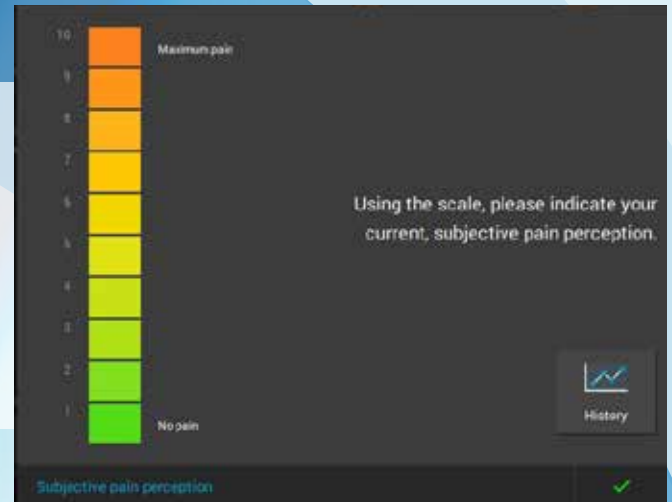 10
Maximum pain
9
8
7
6
5
4
3
2
1
No pain
Using the scale, please indicate your
current, subjective pain perception.
History
Subjective pain perception